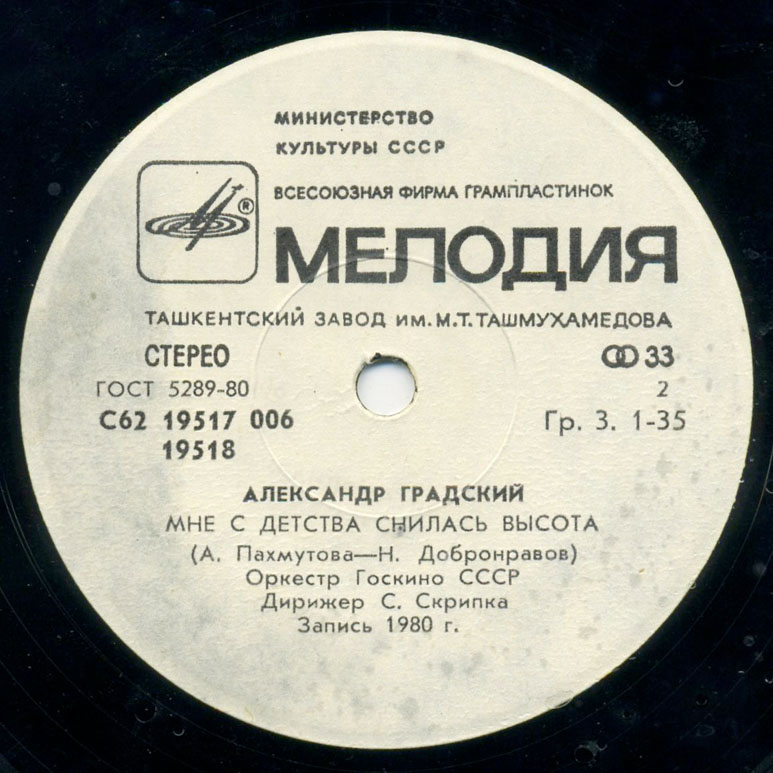 МИНИСТЕРСТВО
КУЛЬТУРЫ СССР
ВСЕСОЮЗНАЯ ФИРМА ГРАМПЛАСТИНОК
®
МЕЛОДИЯ
ТАШКЕНТСКИЙ ЗАВОД ИМ. М.Т. ТАШМУХАМЕДОВА
СТЕРЕО 33
ГОСТ 5289-80 2
С62 19517 006 Гр. 3. 1-35
19518
АЛЕКСАНДР ГРАДСКИЙ
МНЕ С ДЕТСТВА СНИЛАСЬ ВЫСОТА
(А. Пахмутова—Н. Добронравов)
Оркестр Госкино СССР
Дирижер С. Скрипка
Запись 1980 г.